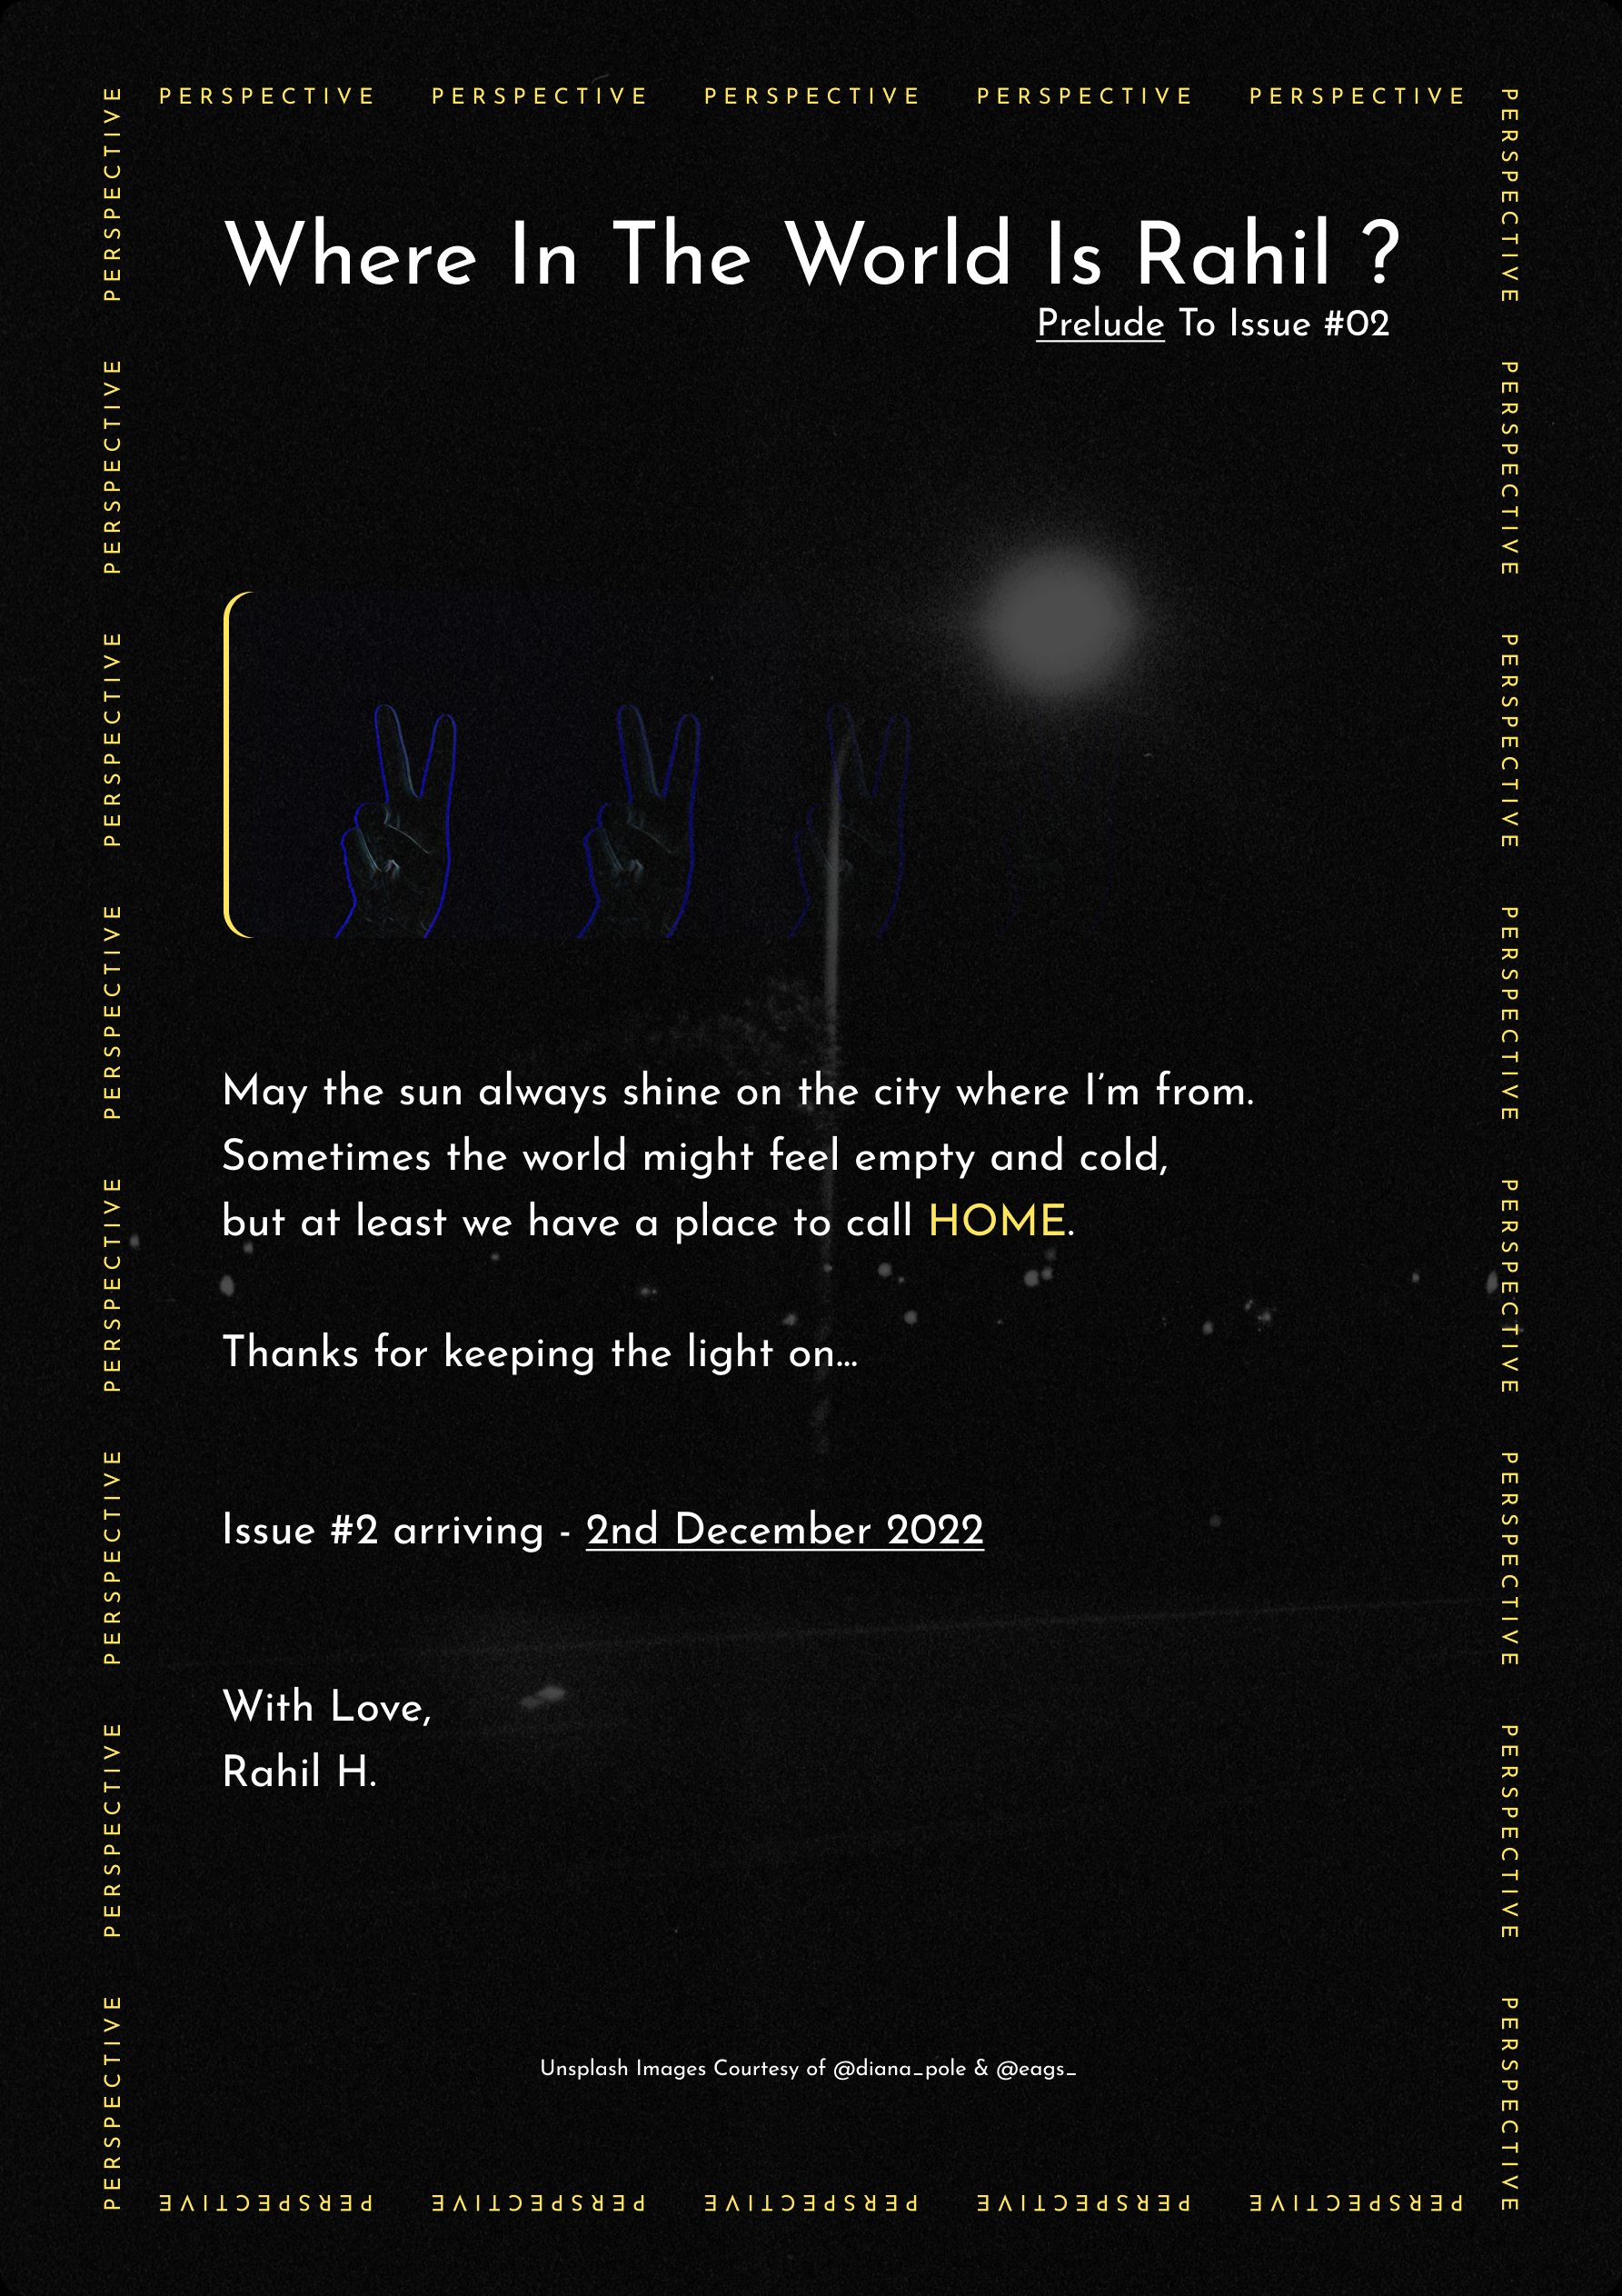 PERSPECTIVE PERSPECTIVE PERSPECTIVE PERSPECTIVE PERSPECTIVE
PERSPECTIVE PERSPECTIVE PERSPECTIVE PERSPECTIVE PERSPECTIVE PERSPECTIVE PERSPECTIVE PERSPECTIVE
PERSPECTIVE PERSPECTIVE PERSPECTIVE PERSPECTIVE PERSPECTIVE PERSPECTIVE PERSPECTIVE PERSPECTIVE
Where In The World Is Rahil ?
Prelude To Issue #02
May the sun always shine on the city where I’m from.
Sometimes the world might feel empty and cold,
but at least we have a place to call HOME.
Thanks for keeping the light on...
Issue #2 arriving - 2nd December 2022
With Love,
Rahil H.
Unsplash Images Courtesy of @diana_pole & @eags_
PERSPECTIVE PERSPECTIVE PERSPECTIVE PERSPECTIVE PERSPECTIVE